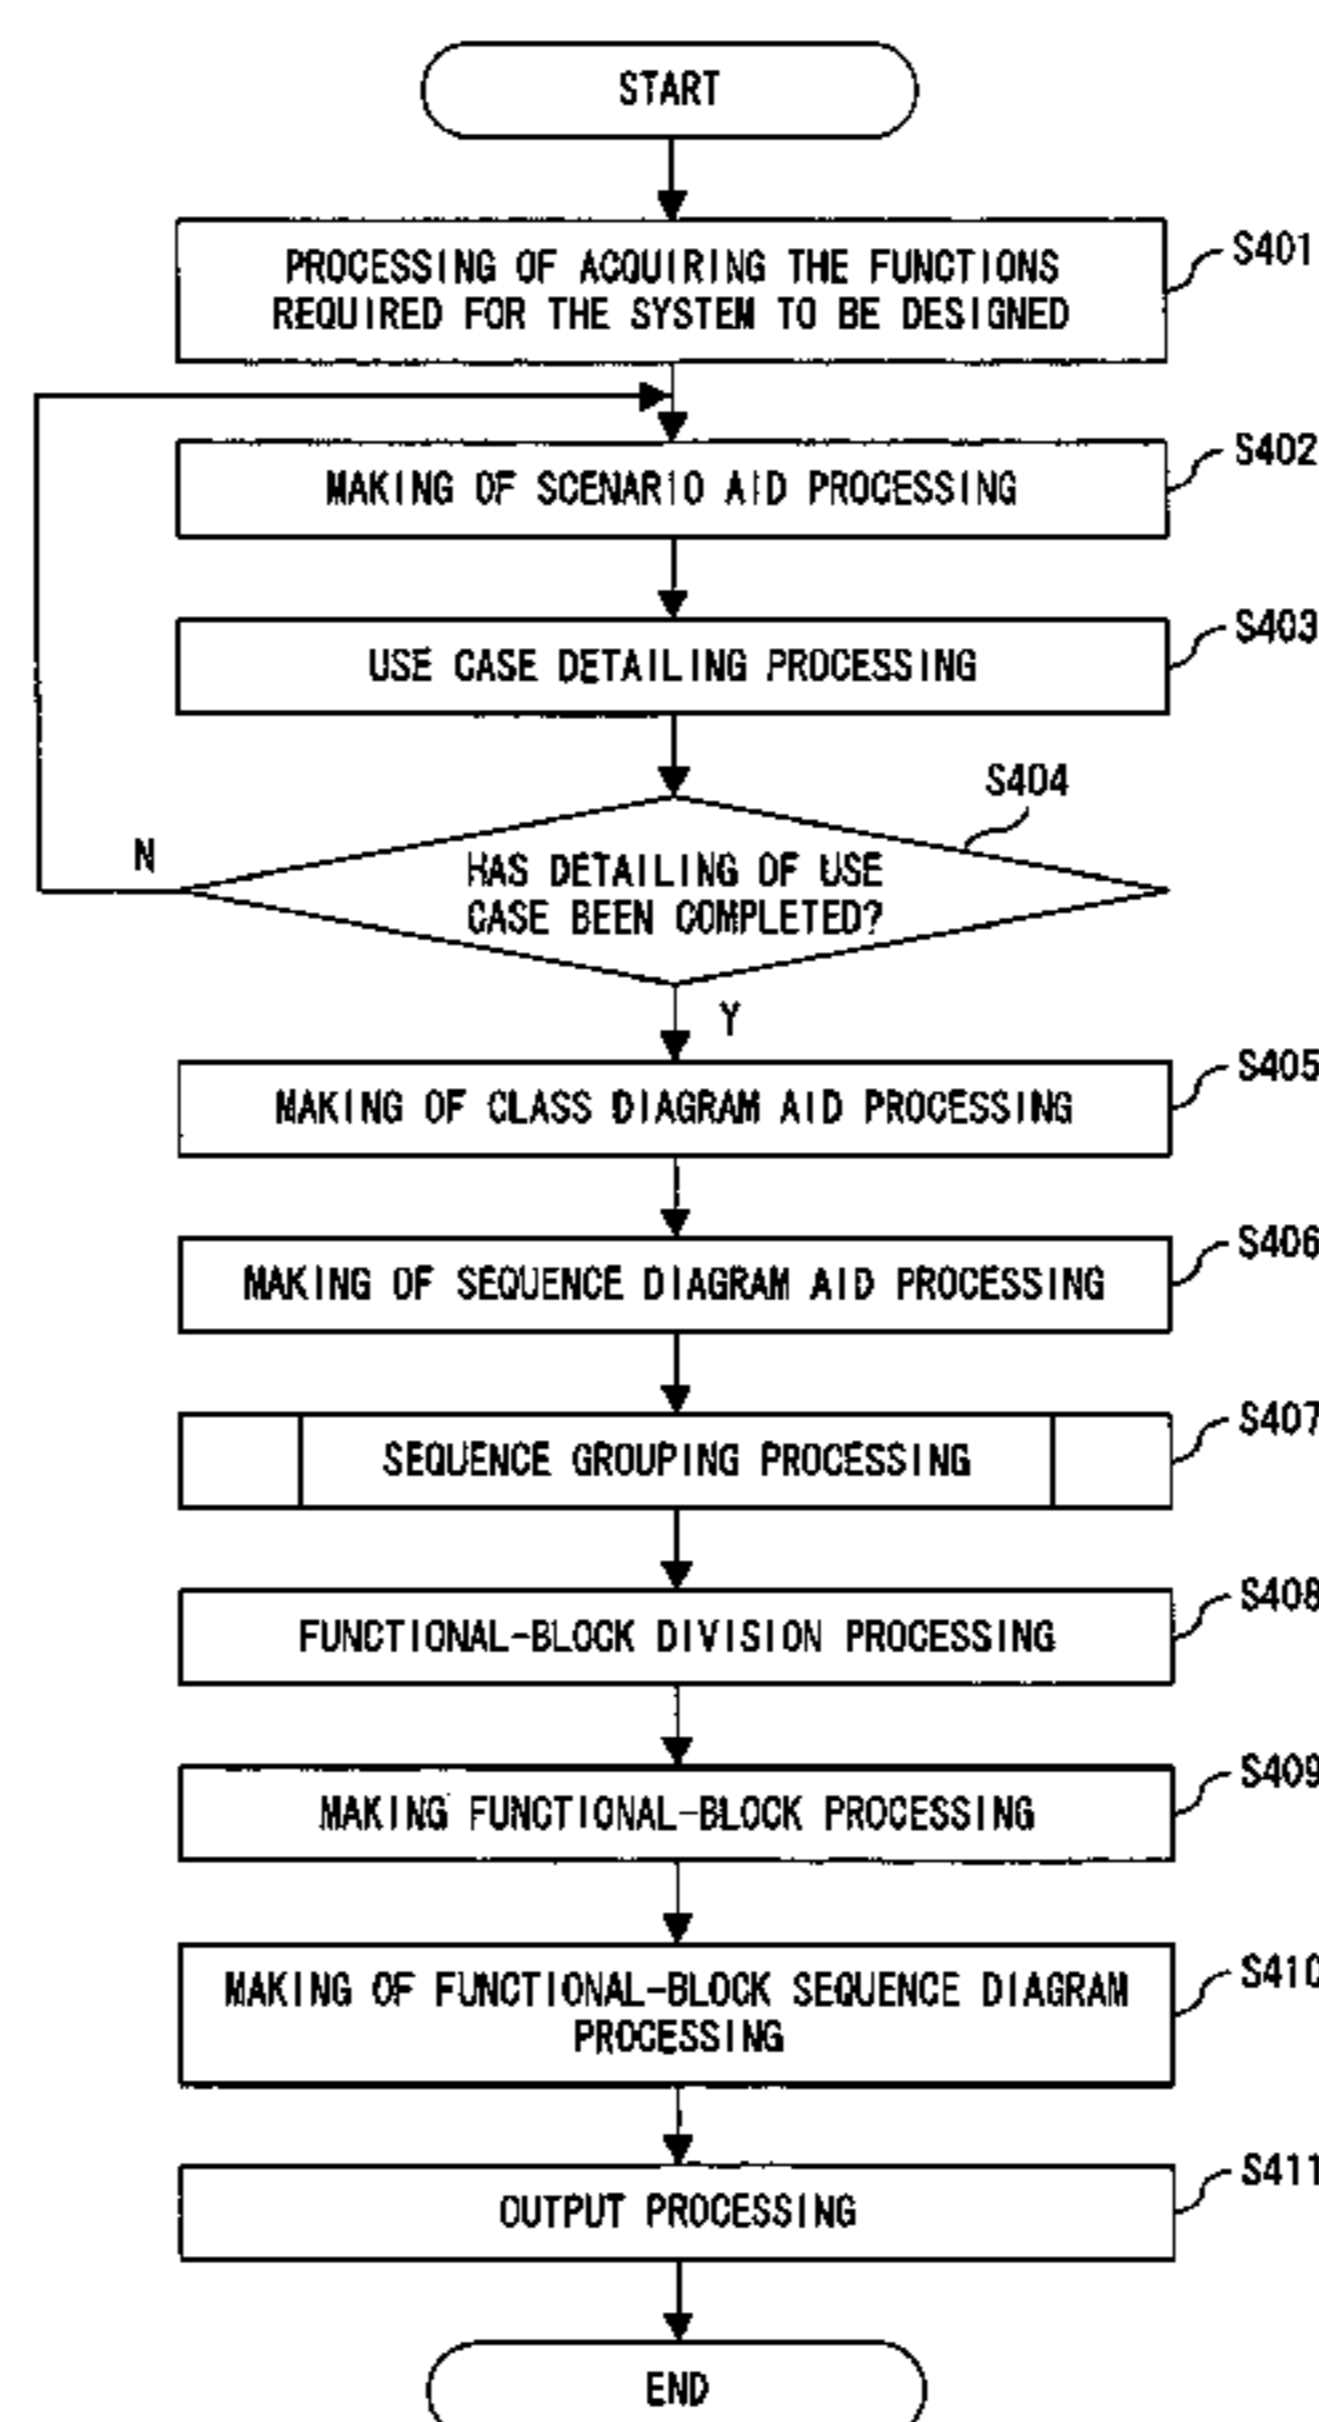 START
PROCESSING OF ACQUIRING THE FUNCTIONS
REQUIRED FOR THE SYSTEM TO BE DESIGNED
S401
MAKING OF SCENARIO AID PROCESSING
S402
USE CASE DETAILING PROCESSING
S403
S404
HAS DETAILING OF USE
CASE BEEN COMPLETED?
N
Y
MAKING OF CLASS DIAGRAM AID PROCESSING
S405
MAKING OF SEQUENCE DIAGRAM AID PROCESSING
S406
SEQUENCE GROUPING PROCESSING
S407
FUNCTIONAL-BLOCK DIVISION PROCESSING
S408
MAKING FUNCTIONAL-BLOCK PROCESSING
S409
MAKING OF FUNCTIONAL-BLOCK SEQUENCE DIAGRAM
PROCESSING
S410
OUTPUT PROCESSING
S411
END